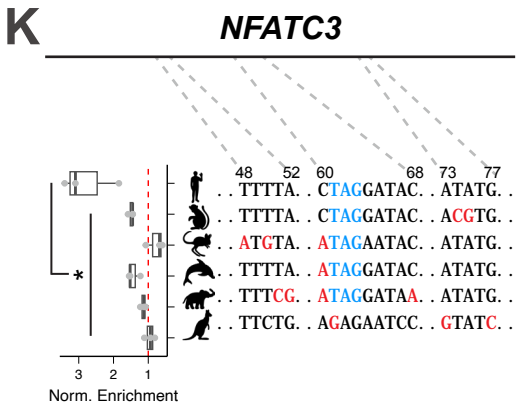 K
NFATC3
48 52 60 68 73 77
. . TTTTA. . CTAGGATAC. . ATATG. . .
. . TTTTA. . CTAGGATAC. . ACGTG. . .
. . ATGTA. . ATAGAATAC. . ATATG. . .
. . TTTTA. . ATAGGATAC. . ATATG. . .
. . TTTCG. . ATAGGATAA. . ATATG. . .
. . TTCTG. . AGAGAATCC. . GTATC. . .
*
3 2 1
Norm. Enrichment